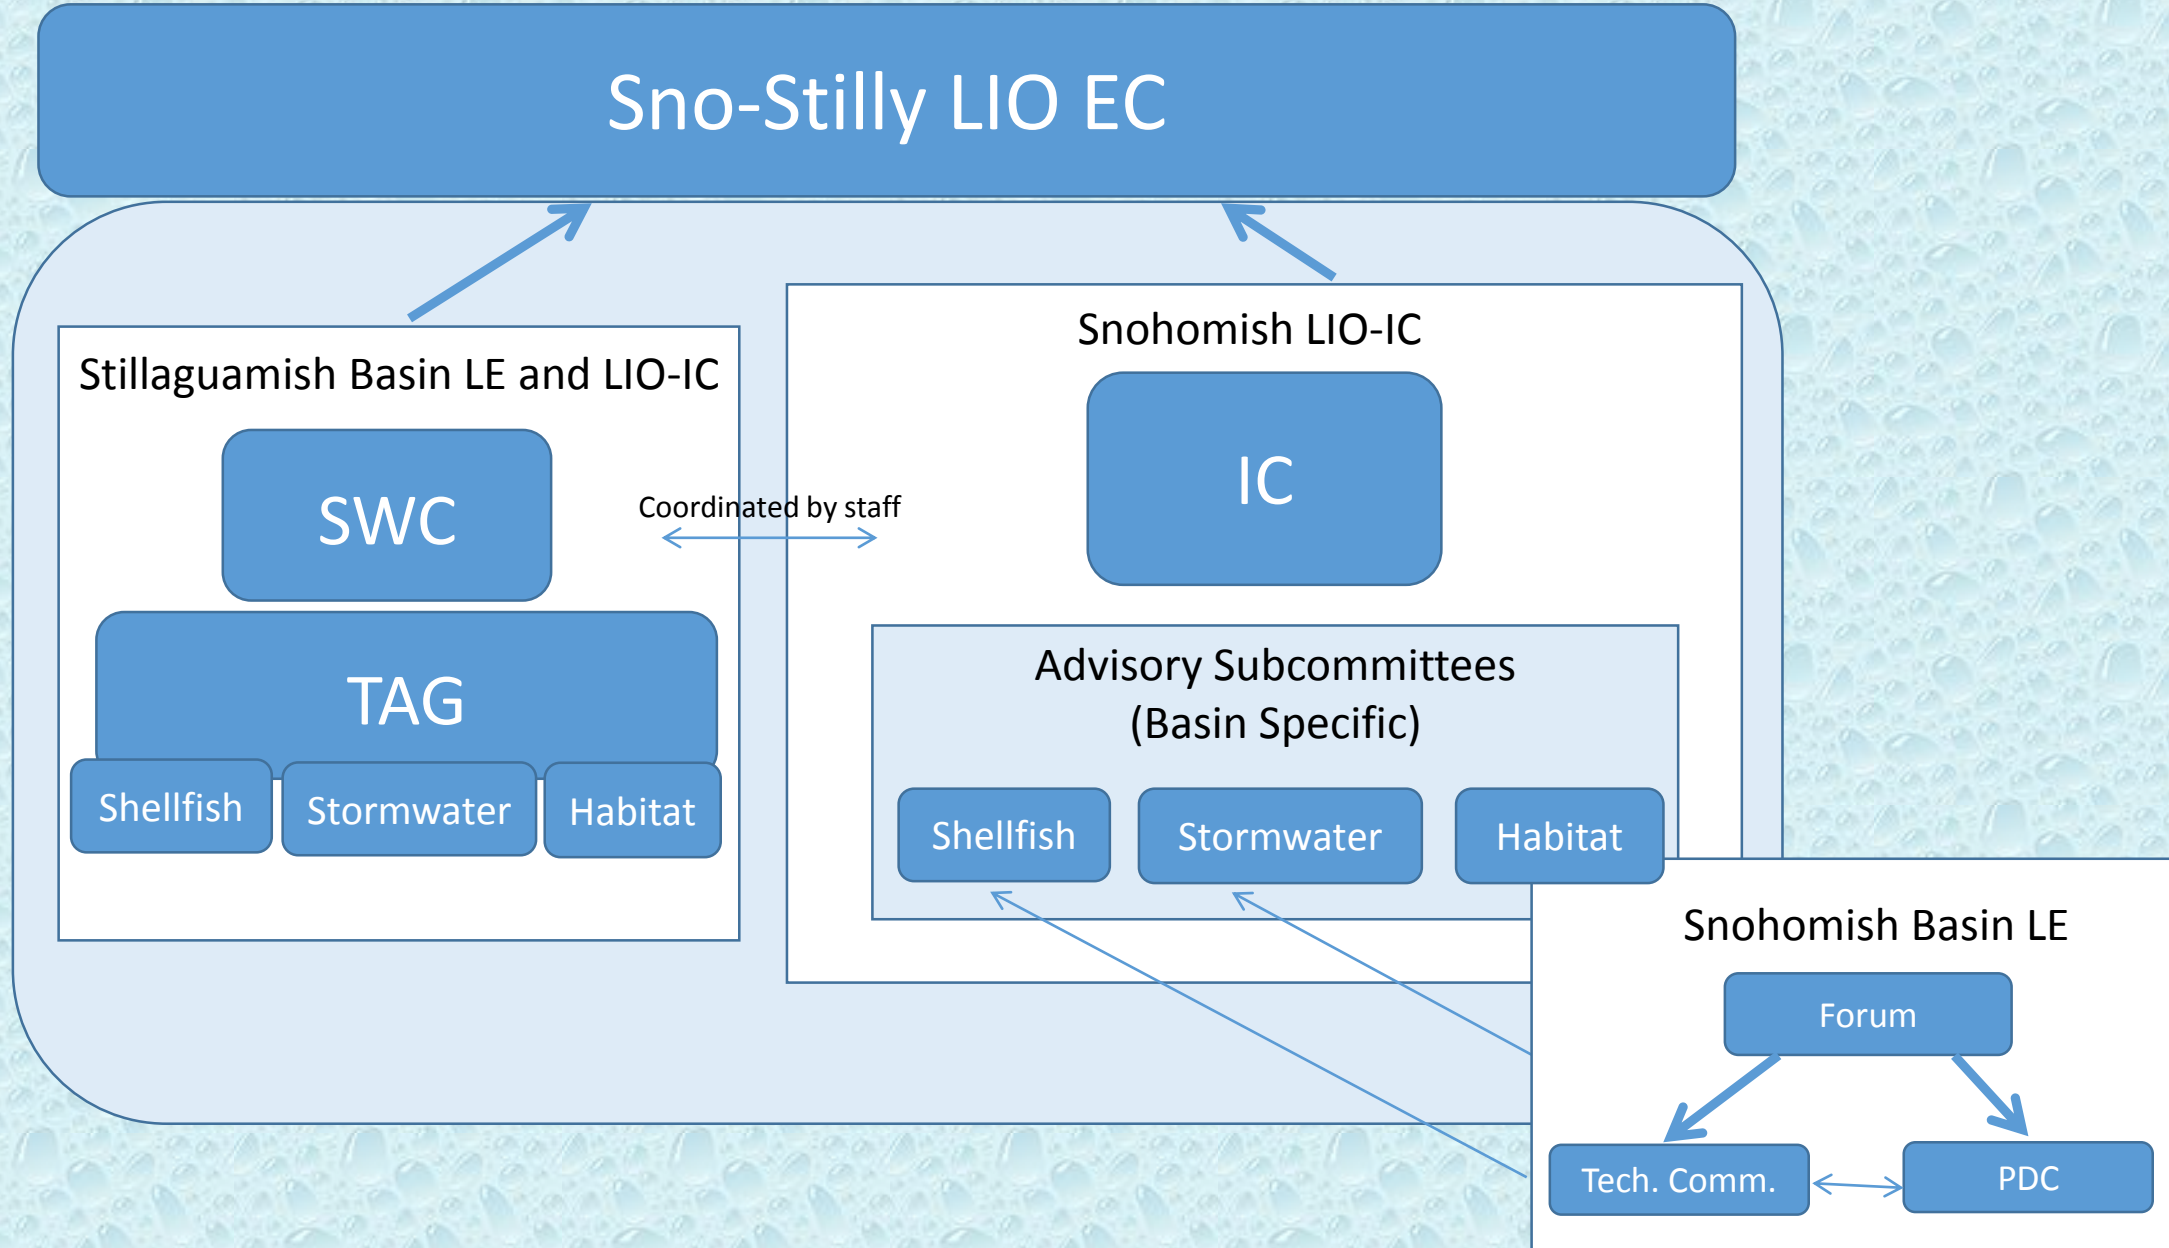 Sno-Stilly LIO EC
Stillaguamish Basin LE and LIO-IC
SWC
TAG
Shellfish
Stormwater
Habitat
Coordinated by staff
Snohomish LIO-IC
IC
Advisory Subcommittees
(Basin Specific)
Shellfish
Stormwater
Habitat
Snohomish Basin LE
Forum
Tech. Comm.
PDC